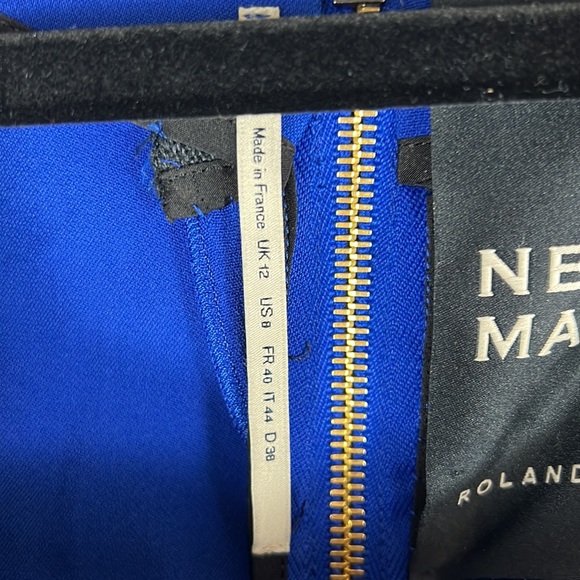 Made in France UK 12 US 8 FR 40 IT 44 D 38
NE
MA
ROLAND